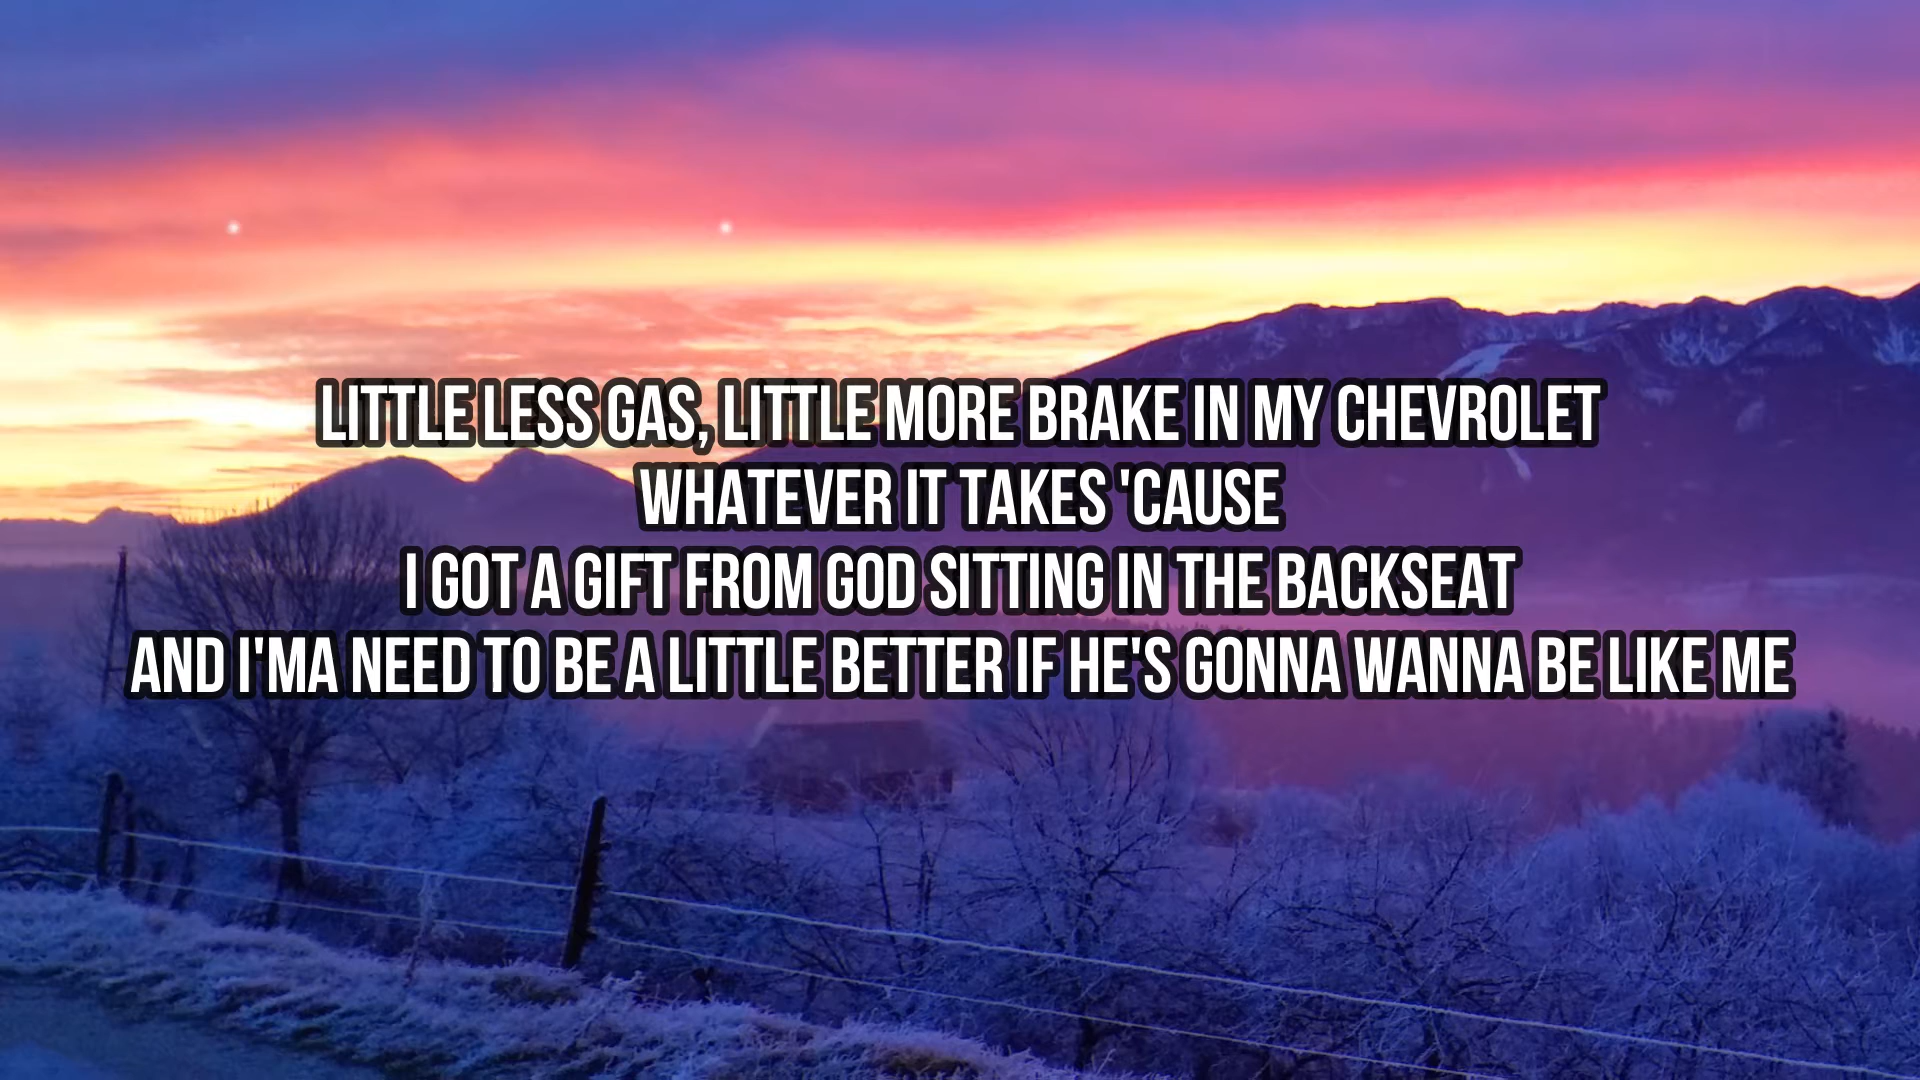 LITTLE LESS GAS, LITTLE MORE BRAKE IN MY CHEVROLET
WHATEVER IT TAKES 'CAUSE
I GOT A GIFT FROM GOD SITTING IN THE BACKSEAT
AND I'MA NEED TO BE A LITTLE BETTER IF HE'S GONNA WANNA BE LIKE ME